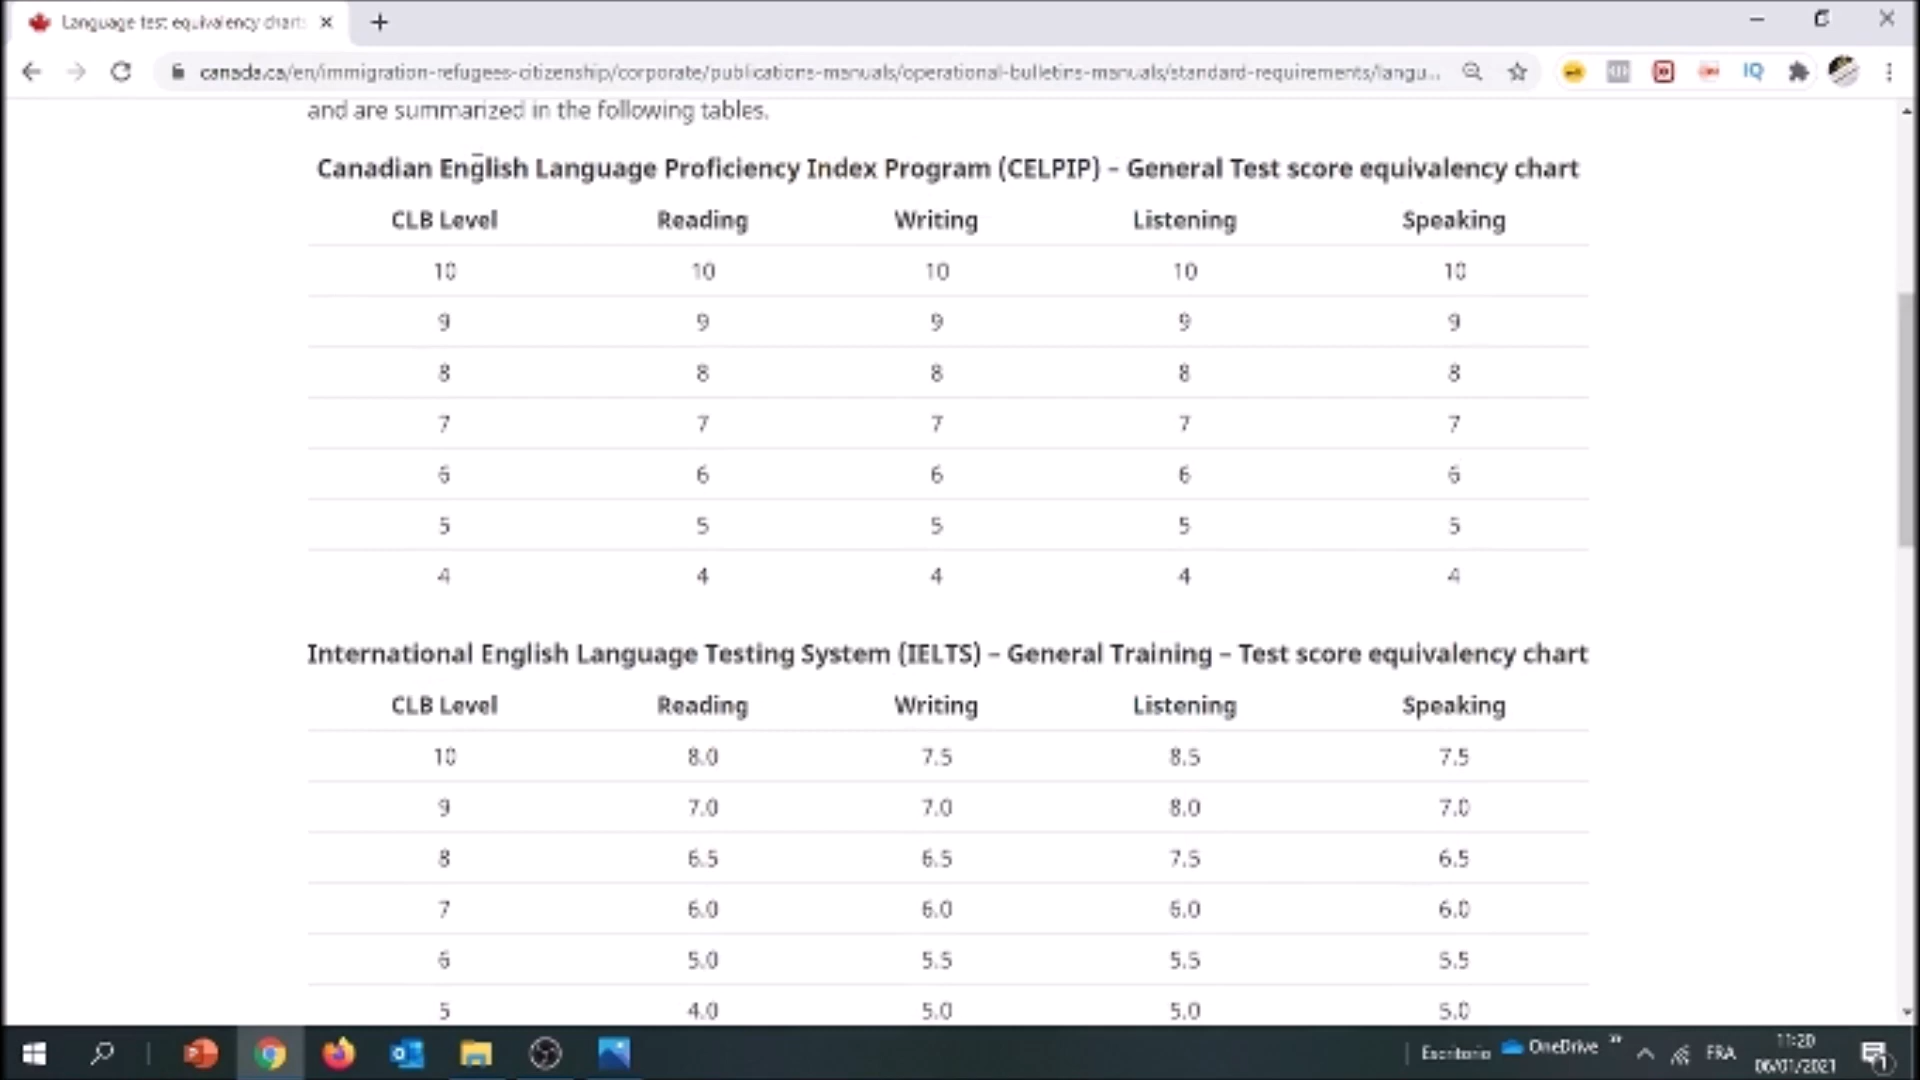 Language test equivalency chart
canada.ca/en/immigration-refugees-citizenship/corporate/publications-manuals/operational-bulletins-manuals/standard-requirements/langu...
IQ
and are summarized in the following tables.
Canadian English Language Proficiency Index Program (CELPIP) – General Test score equivalency chart
CLB Level Reading Writing Listening Speaking
10 10 10 10 10
9 9 9 9 9
8 8 8 8 8
7 7 7 7 7
6 6 6 6 6
5 5 5 5 5
4 4 4 4 4
International English Language Testing System (IELTS) – General Training – Test score equivalency chart
CLB Level Reading Writing Listening Speaking
10 8.0 7.5 8.5 7.5
9 7.0 7.0 8.0 7.0
8 6.5 6.5 7.5 6.5
7 6.0 6.0 6.0 6.0
6 5.0 5.5 5.5 5.5
5 4.0 5.0 5.0 5.0
Escritorio OneDrive FRA 11:20
06/01/2021 1